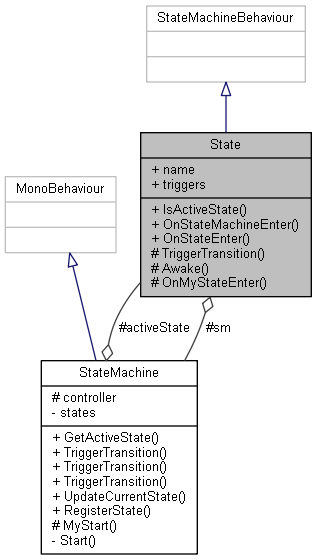 StateMachineBehaviour
State
+ name
+ triggers
+ IsActiveState()
+ OnStateMachineEnter()
+ OnStateEnter()
# TriggerTransition()
# Awake()
# OnMyStateEnter()
MonoBehaviour
#activeState
#sm
StateMachine
# controller
- states
+ GetActiveState()
+ TriggerTransition()
+ TriggerTransition()
+ TriggerTransition()
+ UpdateCurrentState()
+ RegisterState()
# MyStart()
- Start()